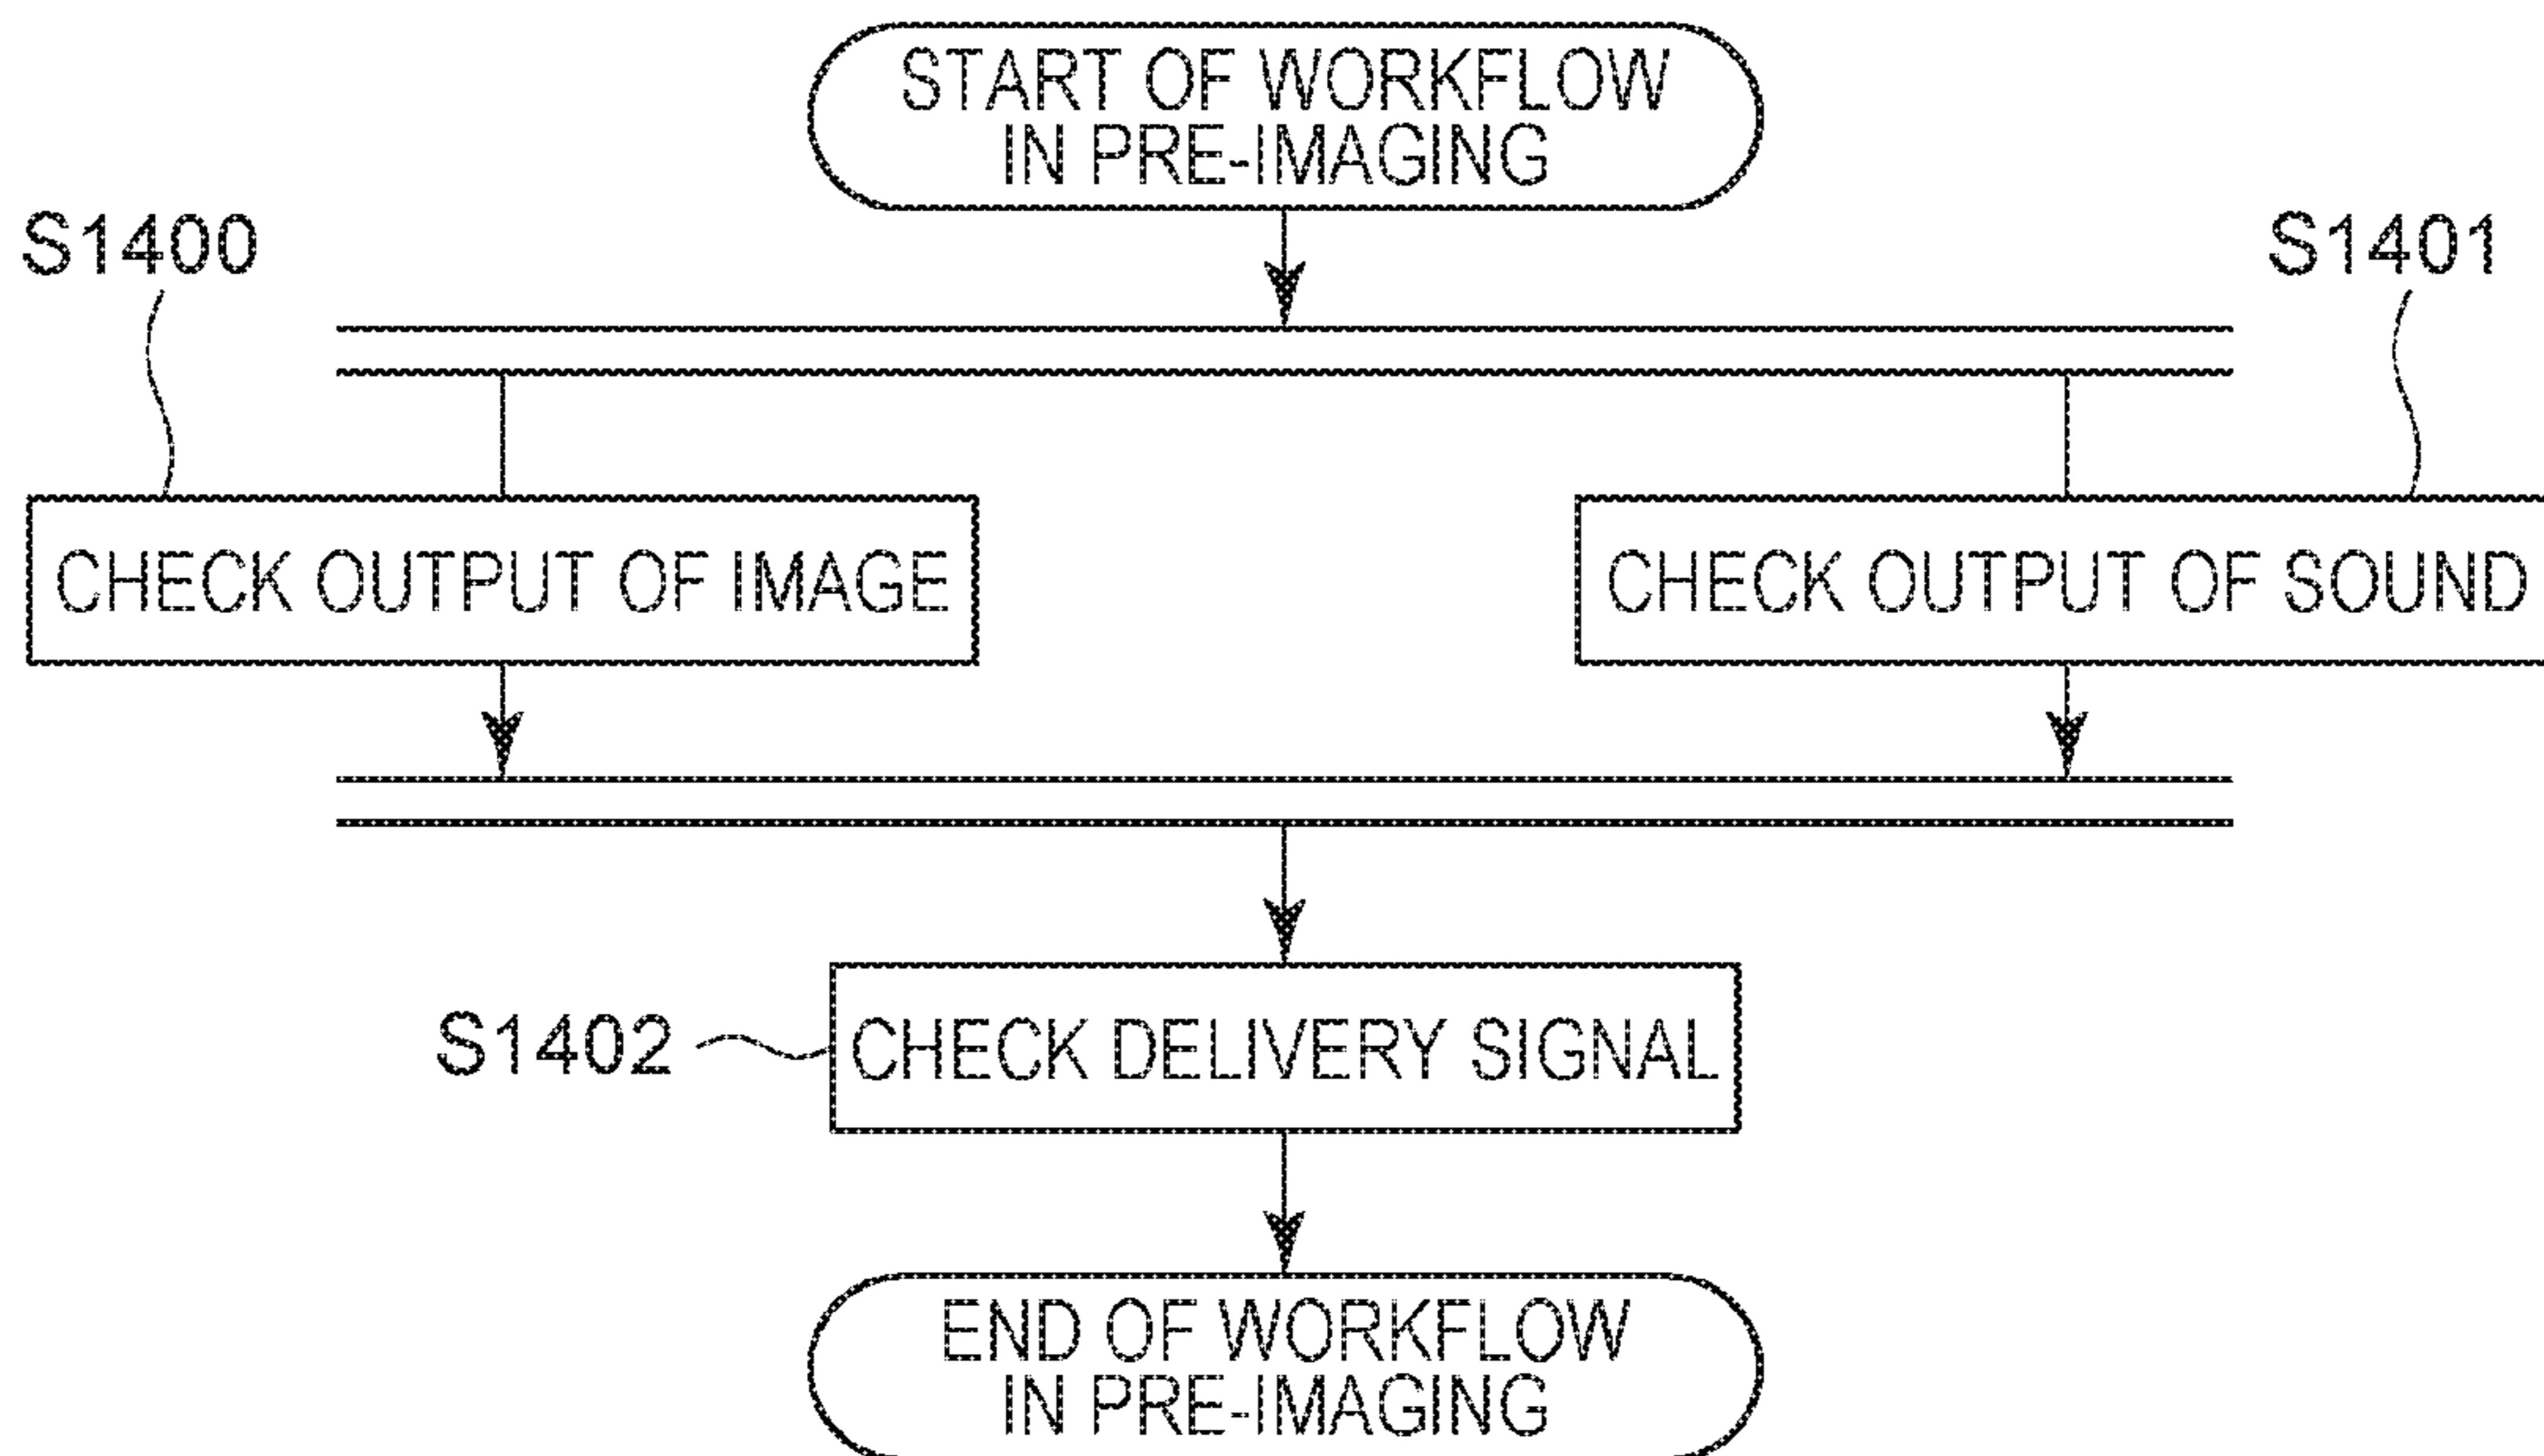 START OF WORKFLOW
IN PRE-IMAGING
S1400
S1401
CHECK OUTPUT OF IMAGE
CHECK OUTPUT OF SOUND
S1402
CHECK DELIVERY SIGNAL
END OF WORKFLOW
IN PRE-IMAGING